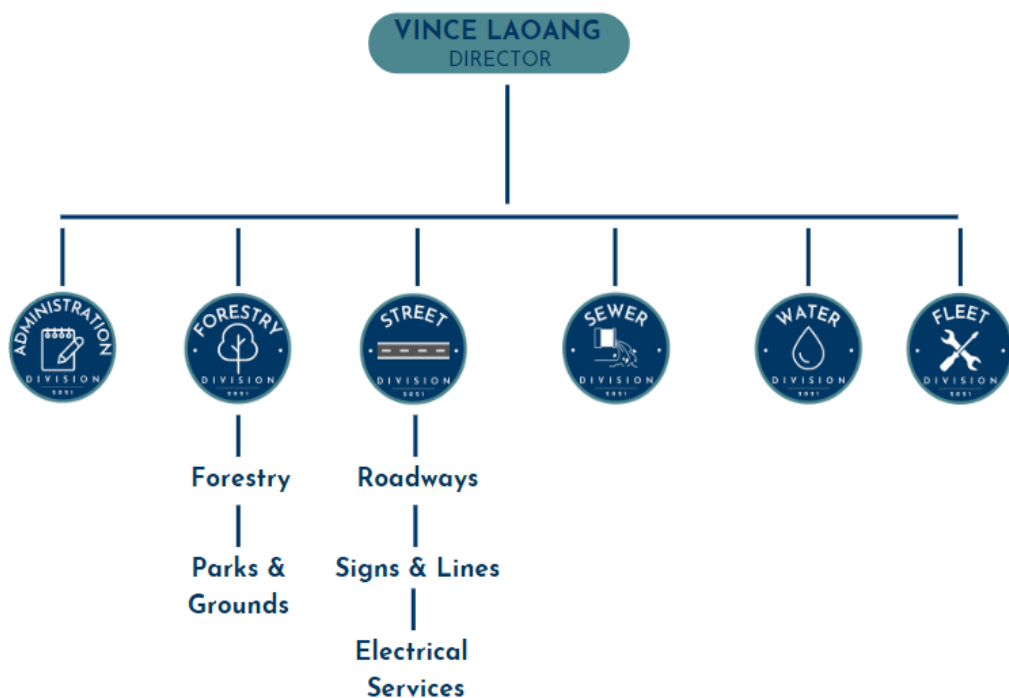 VINCE LAOANG
DIRECTOR
ADMINISTRATION
DIVISION
FORESTRY
DIVISION
STREET
DIVISION
SEWER
DIVISION
WATER
DIVISION
FLEET
DIVISION
Forestry
Roadways
Parks &
Grounds
Signs & Lines
Electrical
Services